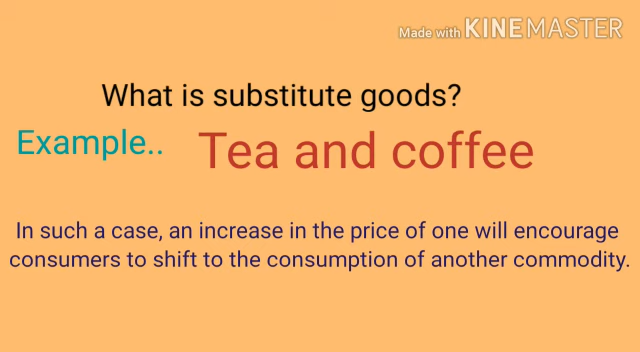 Made with KINEMASTER
What is substitute goods?
Example.. Tea and coffee
In such a case, an increase in the price of one will encourage
consumers to shift to the consumption of another commodity.